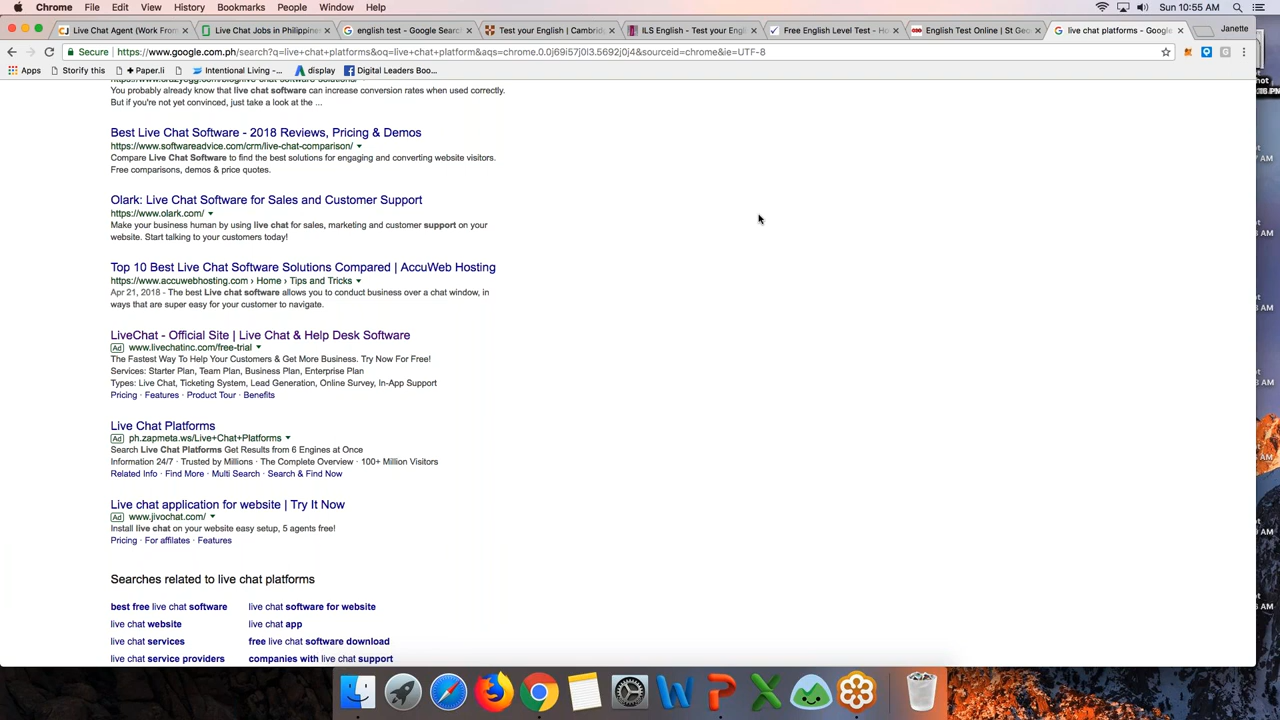 Chrome File Edit View History Bookmarks People Window Help Sun 10:55 AM
Live Chat Agent (Work From Live Chat Jobs in Philippine english test - Google Searc Test your English | Cambrid ILS English - Test your Engl Free English Level Test - Ho English Test Online | St Geo live chat platforms - Google Janette
Secure https://www.google.com.ph/search?q=live+chat+platforms&oq=live+chat+platform&aqs=chrome.0.0j69i57j0l3.5692j0j4&sourceid=chrome&ie=UTF-8
Apps Storify this + Paper.li Intentional Living -... display Digital Leaders Boo...
You probably already know that live chat software can increase conversion rates when used correctly.
But if you're not yet convinced, just take a look at the ...
Best Live Chat Software - 2018 Reviews, Pricing & Demos
https://www.softwareadvice.com/crm/live-chat-comparison/
Compare Live Chat Software to find the best solutions for engaging and converting website visitors.
Free comparisons, demos & price quotes.
Olark: Live Chat Software for Sales and Customer Support
https://www.olark.com/
Make your business human by using live chat for sales, marketing and customer support on your
website. Start talking to your customers today!
Top 10 Best Live Chat Software Solutions Compared | AccuWeb Hosting
https://www.accuwebhosting.com › Home › Tips and Tricks
Apr 21, 2018 - The best Live chat software allows you to conduct business over a chat window, in
ways that are super easy for your customer to navigate.
LiveChat - Official Site | Live Chat & Help Desk Software
Ad www.livechatinc.com/free-trial
The Fastest Way To Help Your Customers & Get More Business. Try Now For Free!
Services: Starter Plan, Team Plan, Business Plan, Enterprise Plan
Types: Live Chat, Ticketing System, Lead Generation, Online Survey, In-App Support
Pricing · Features · Product Tour · Benefits
Live Chat Platforms
Ad ph.zapmeta.ws/Live+Chat+Platforms
Search Live Chat Platforms Get Results from 6 Engines at Once
Information 24/7 · Trusted by Millions · The Complete Overview · 100+ Million Visitors
Related Info · Find More · Multi Search · Search & Find Now
Live chat application for website | Try It Now
Ad www.jivochat.com/
Install live chat on your website easy setup, 5 agents free!
Pricing · For affilates · Features
Searches related to live chat platforms
best free live chat software live chat software for website
live chat website live chat app
live chat services free live chat software download
live chat service providers companies with live chat support